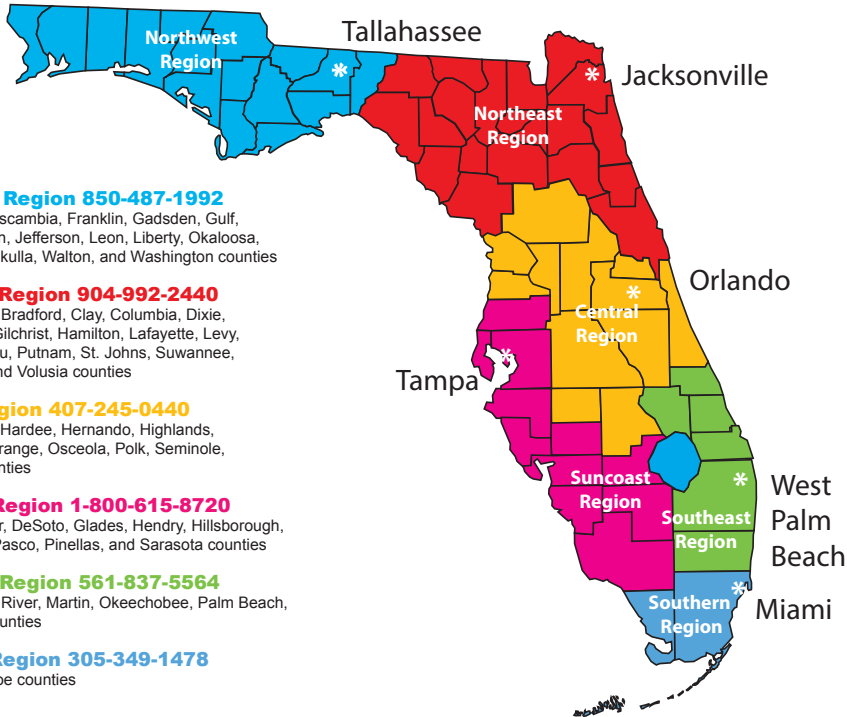 Northwest
Region
Tallahassee
*
*
Jacksonville
Northeast
Region
Region 850-487-1992
scambia, Franklin, Gadsden, Gulf,
n, Jefferson, Leon, Liberty, Okaloosa,
kulla, Walton, and Washington counties
Region 904-992-2440
Bradford, Clay, Columbia, Dixie,
Gilchrist, Hamilton, Lafayette, Levy,
u, Putnam, St. Johns, Suwannee,
nd Volusia counties
Orlando
*
Central
Region
*
Tampa
gion 407-245-0440
Hardee, Hernando, Highlands,
range, Osceola, Polk, Seminole,
nties
Region 1-800-615-8720
r, DeSoto, Glades, Hendry, Hillsborough,
Pasco, Pinellas, and Sarasota counties
Suncoast
Region
*
Southeast
Region
West
Palm
Beach
Region 561-837-5564
River, Martin, Okeechobee, Palm Beach,
unties
*
Southern
Region
Miami
Region 305-349-1478
oe counties